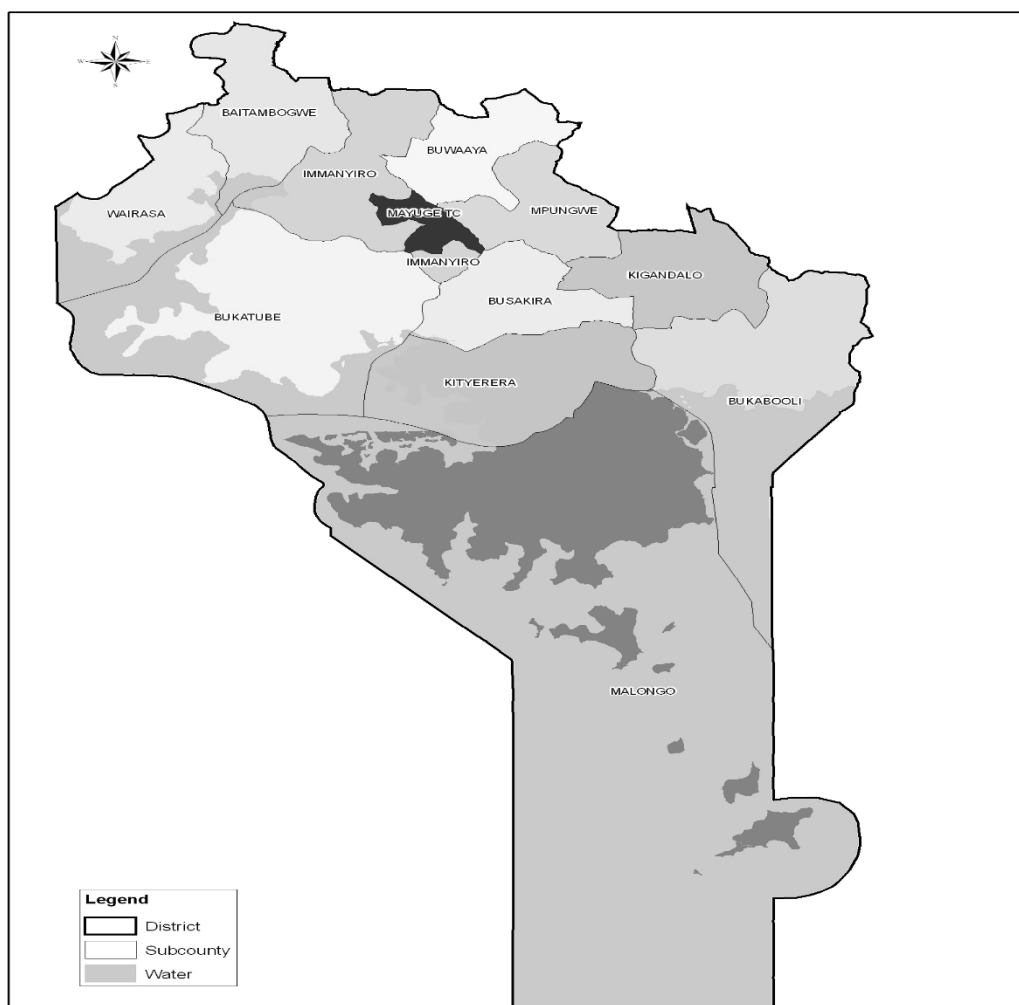 N
W E
S
BAITAMBOGWE
BUWAAYA
IMMANYIRO
WAIRASA
MAYUGE TC
MPUNGWE
IMMANYIRO
KIGANDALO
BUSAKIRA
BUKATUBE
KITYERERA
BUKABOOLI
MALONGO
Legend
District
Subcounty
Water